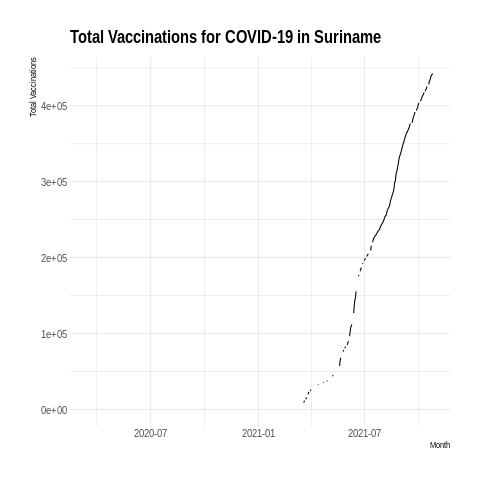 Total Vaccinations for COVID-19 in Suriname
Total Vaccinations
4e+05
3e+05
2e+05
1e+05
0e+00
2020-07 2021-01 2021-07
Month